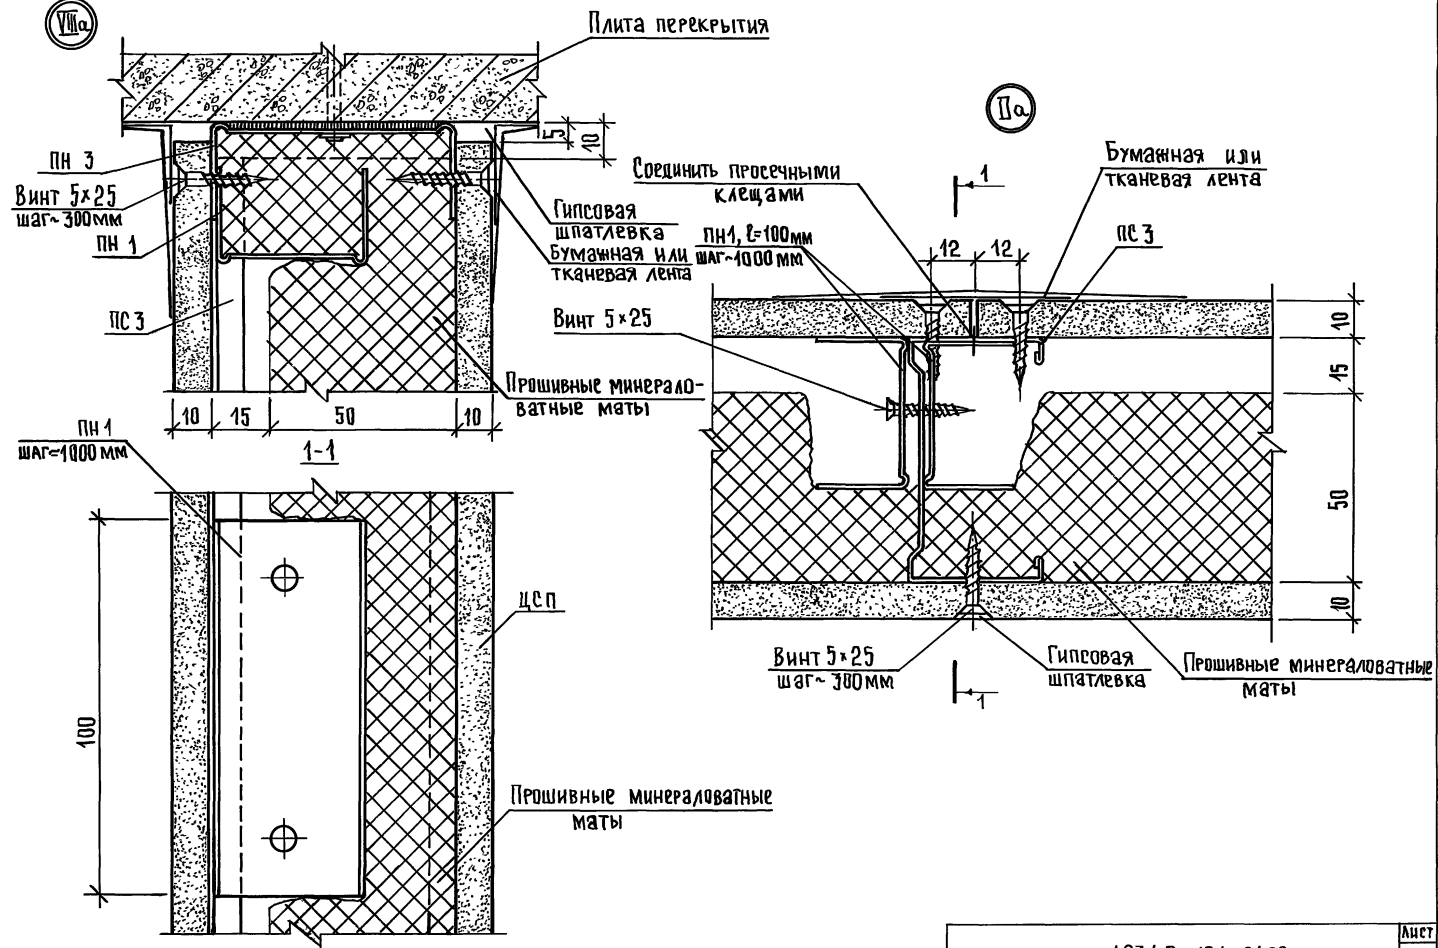 VIIIа
Плита перекрытия
5
10
ПН 3
Винт 5×25
шаг~300мм
ПН 1
ПС 3
Гипсовая
шпатлевка
Бумажная или
тканевая лента
Прошивные минерало-
ватные маты
10
15
50
10
1-1
ПН 1
шаг=1000 мм
100
ЦСП
Прошивные минераловатные
маты
IIа
Соединить просечными
клещами
1
Бумажная или
тканевая лента
ПН1, ℓ=100мм
шаг~1000мм
12
12
ПС 3
Винт 5×25
10
15
50
10
Винт 5×25
шаг~300мм
Гипсовая
шпатлевка
Прошивные минераловатные
маты
1
Лист